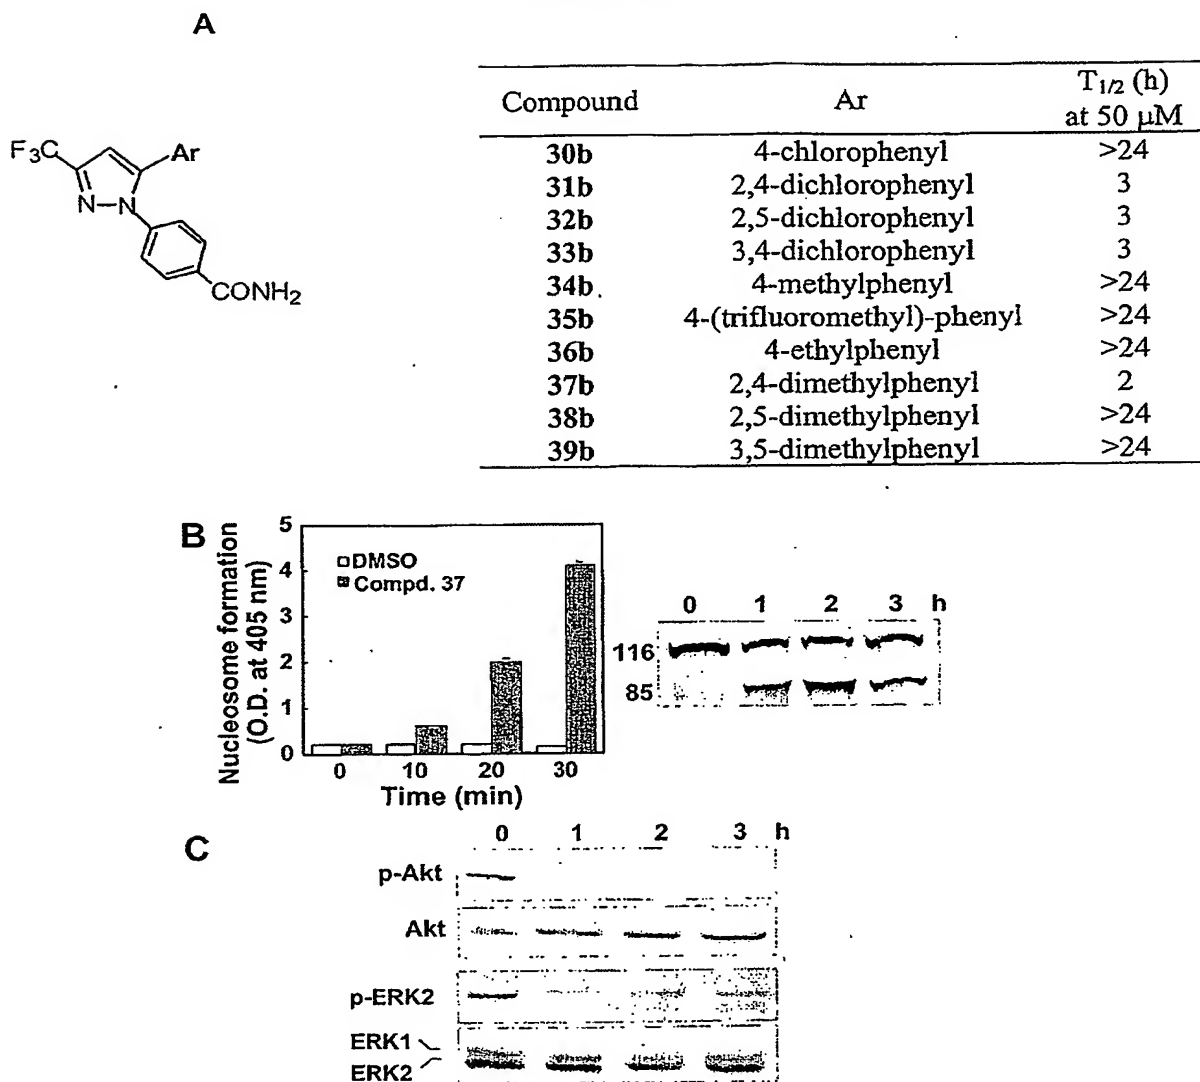 A
F₃C
Ar
N
N
CONH₂
Compound Ar T₁/₂ (h) at 50 μM
30b 4-chlorophenyl >24
31b 2,4-dichlorophenyl 3
32b 2,5-dichlorophenyl 3
33b 3,4-dichlorophenyl 3
34b 4-methylphenyl >24
35b 4-(trifluoromethyl)-phenyl >24
36b 4-ethylphenyl >24
37b 2,4-dimethylphenyl 2
38b 2,5-dimethylphenyl >24
39b 3,5-dimethylphenyl >24
B
Nucleosome formation
(O.D. at 405 nm)
5
4
3
2
1
0
DMSO
Compd. 37
0 10 20 30
Time (min)
0 1 2 3 h
116
85
C
0 1 2 3 h
p-Akt
Akt
p-ERK2
ERK1
ERK2